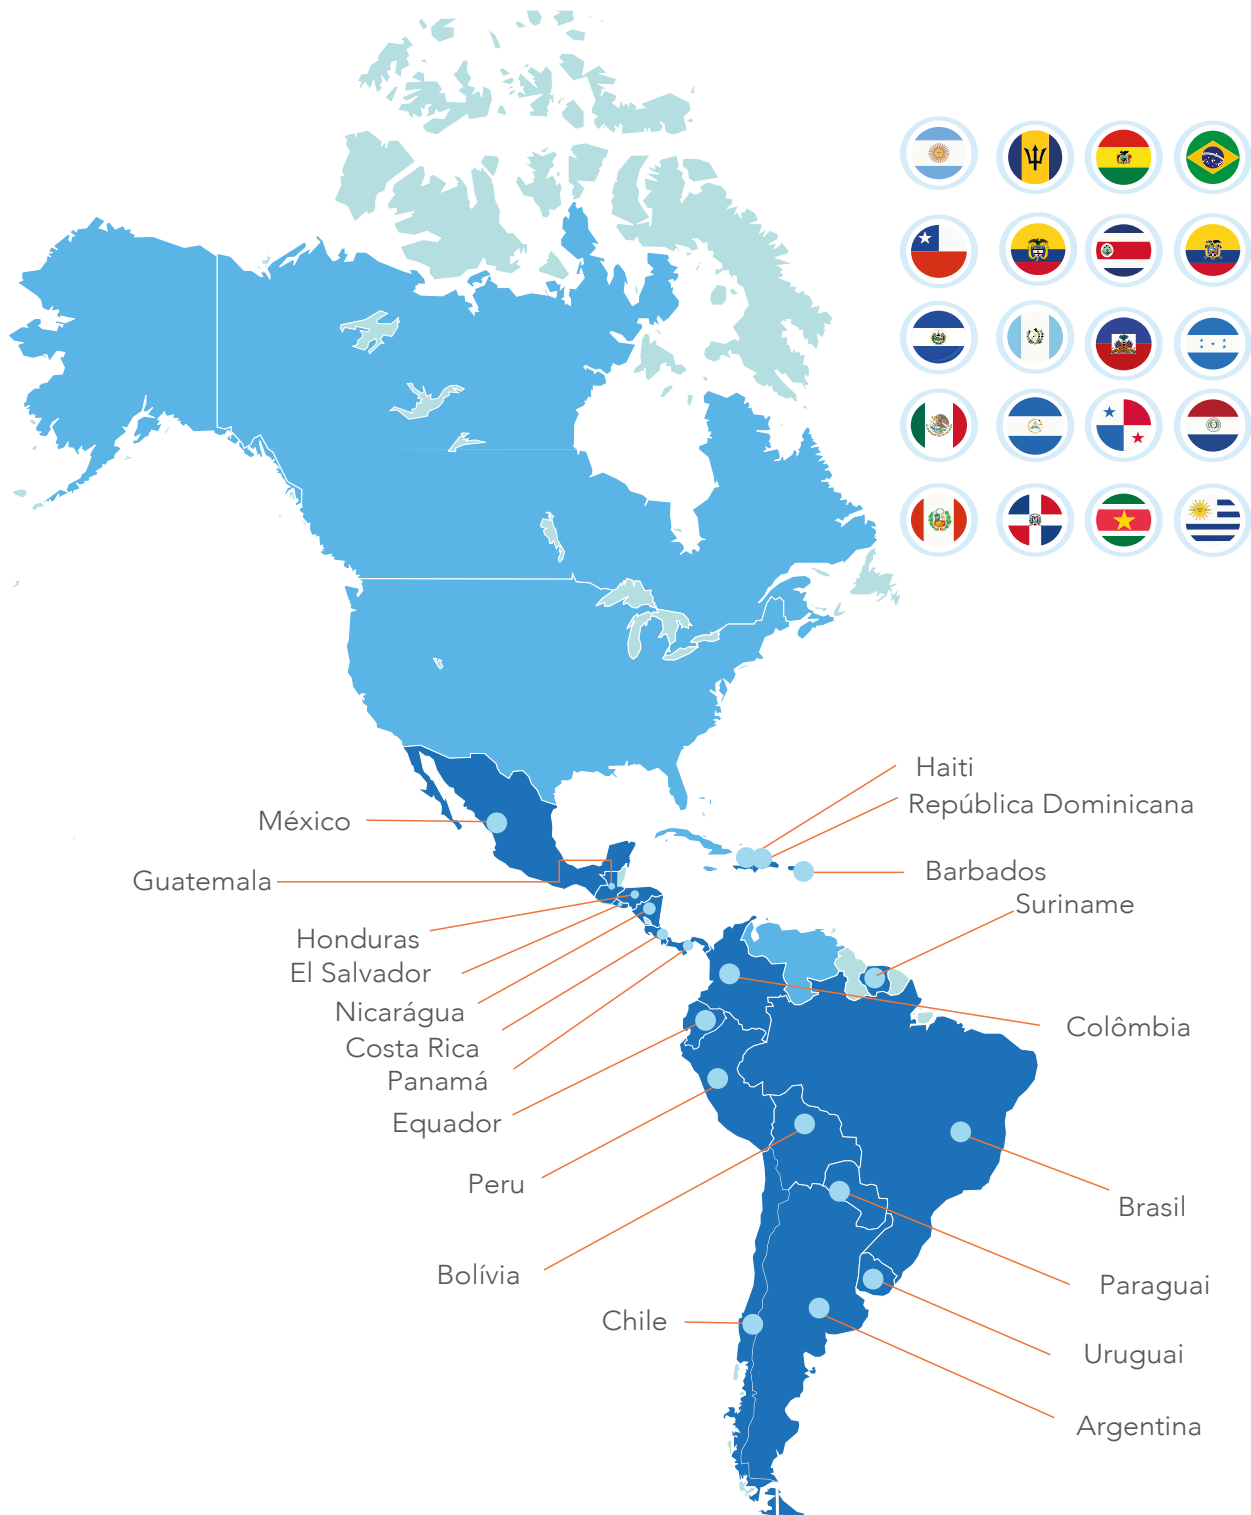 Haiti
República Dominicana
México
Barbados
Guatemala
Suriname
Honduras
El Salvador
Nicarágua
Colômbia
Costa Rica
Panamá
Equador
Peru
Brasil
Bolívia
Paraguai
Chile
Uruguai
Argentina